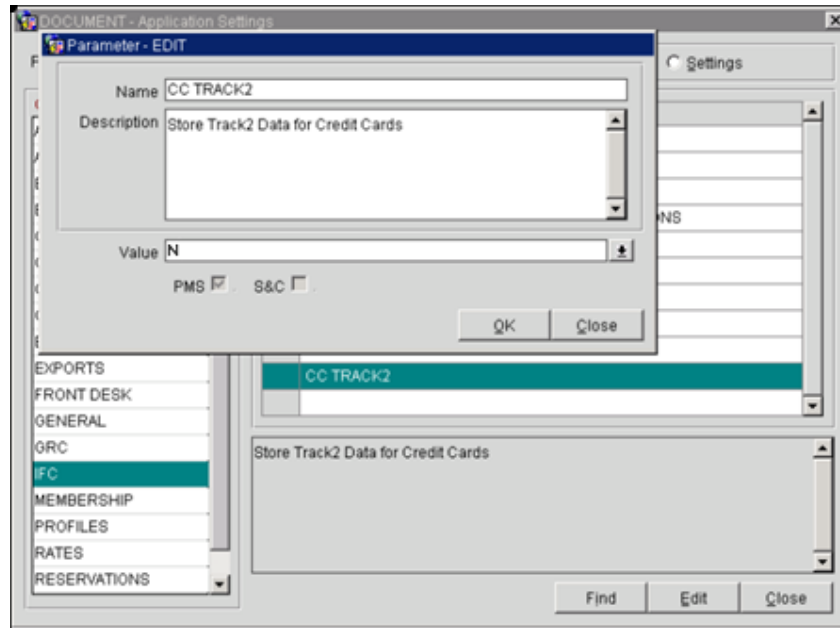 DOCUMENT - Application Settings
Parameter - EDIT
Settings
Name CC TRACK2
Description Store Track2 Data for Credit Cards
Value N
PMS S&C
OK Close
CC TRACK2
EXPORTS
FRONT DESK
GENERAL
GRC
IFC
MEMBERSHIP
PROFILES
RATES
RESERVATIONS
Store Track2 Data for Credit Cards
Find Edit Close